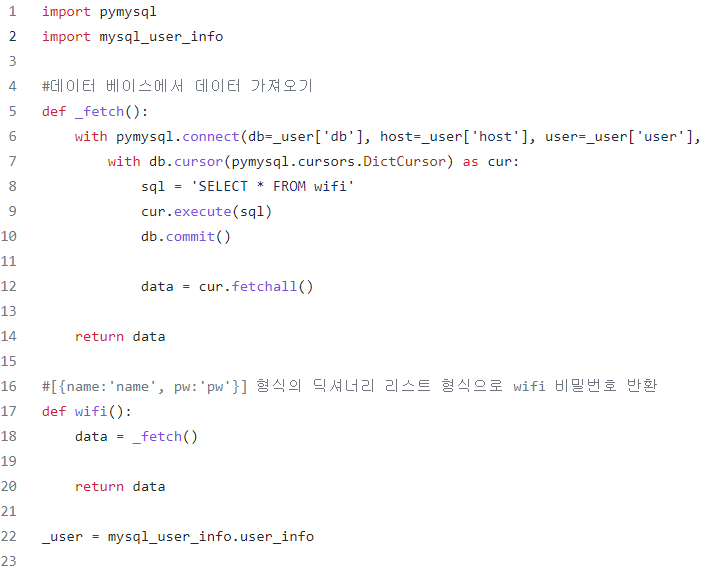 1 import pymysql
2 import mysql_user_info
3
4 #데이터 베이스에서 데이터 가져오기
5 def _fetch():
6     with pymysql.connect(db=_user['db'], host=_user['host'], user=_user['user'],
7         with db.cursor(pymysql.cursors.DictCursor) as cur:
8             sql = 'SELECT * FROM wifi'
9             cur.execute(sql)
10             db.commit()
11
12             data = cur.fetchall()
13
14     return data
15
16 #[{name:'name', pw:'pw'}] 형식의 딕셔너리 리스트 형식으로 wifi 비밀번호 반환
17 def wifi():
18     data = _fetch()
19
20     return data
21
22 _user = mysql_user_info.user_info
23